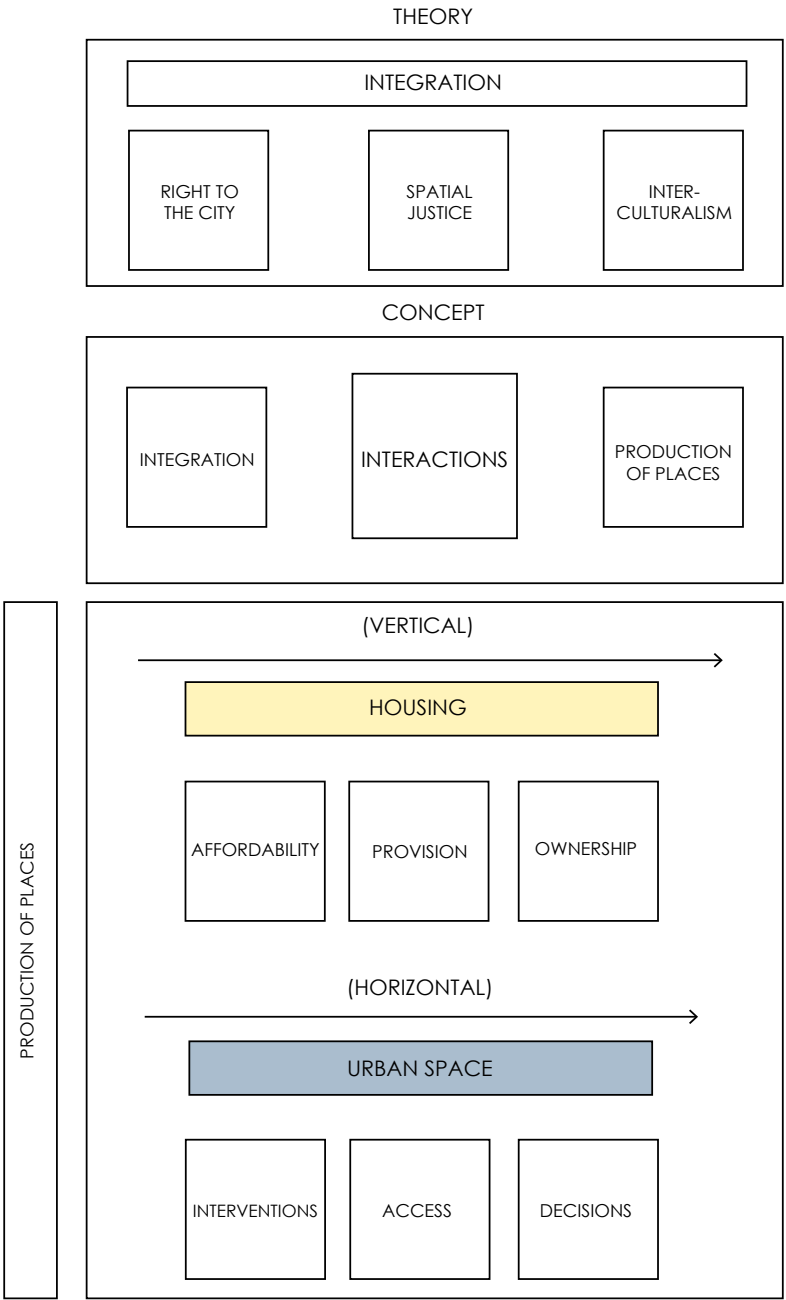 THEORY
INTEGRATION
RIGHT TO
THE CITY
SPATIAL
JUSTICE
INTER-
CULTURALISM
CONCEPT
INTEGRATION
INTERACTIONS
PRODUCTION
OF PLACES
PRODUCTION OF PLACES
(VERTICAL)
HOUSING
AFFORDABILITY
PROVISION
OWNERSHIP
(HORIZONTAL)
URBAN SPACE
INTERVENTIONS
ACCESS
DECISIONS